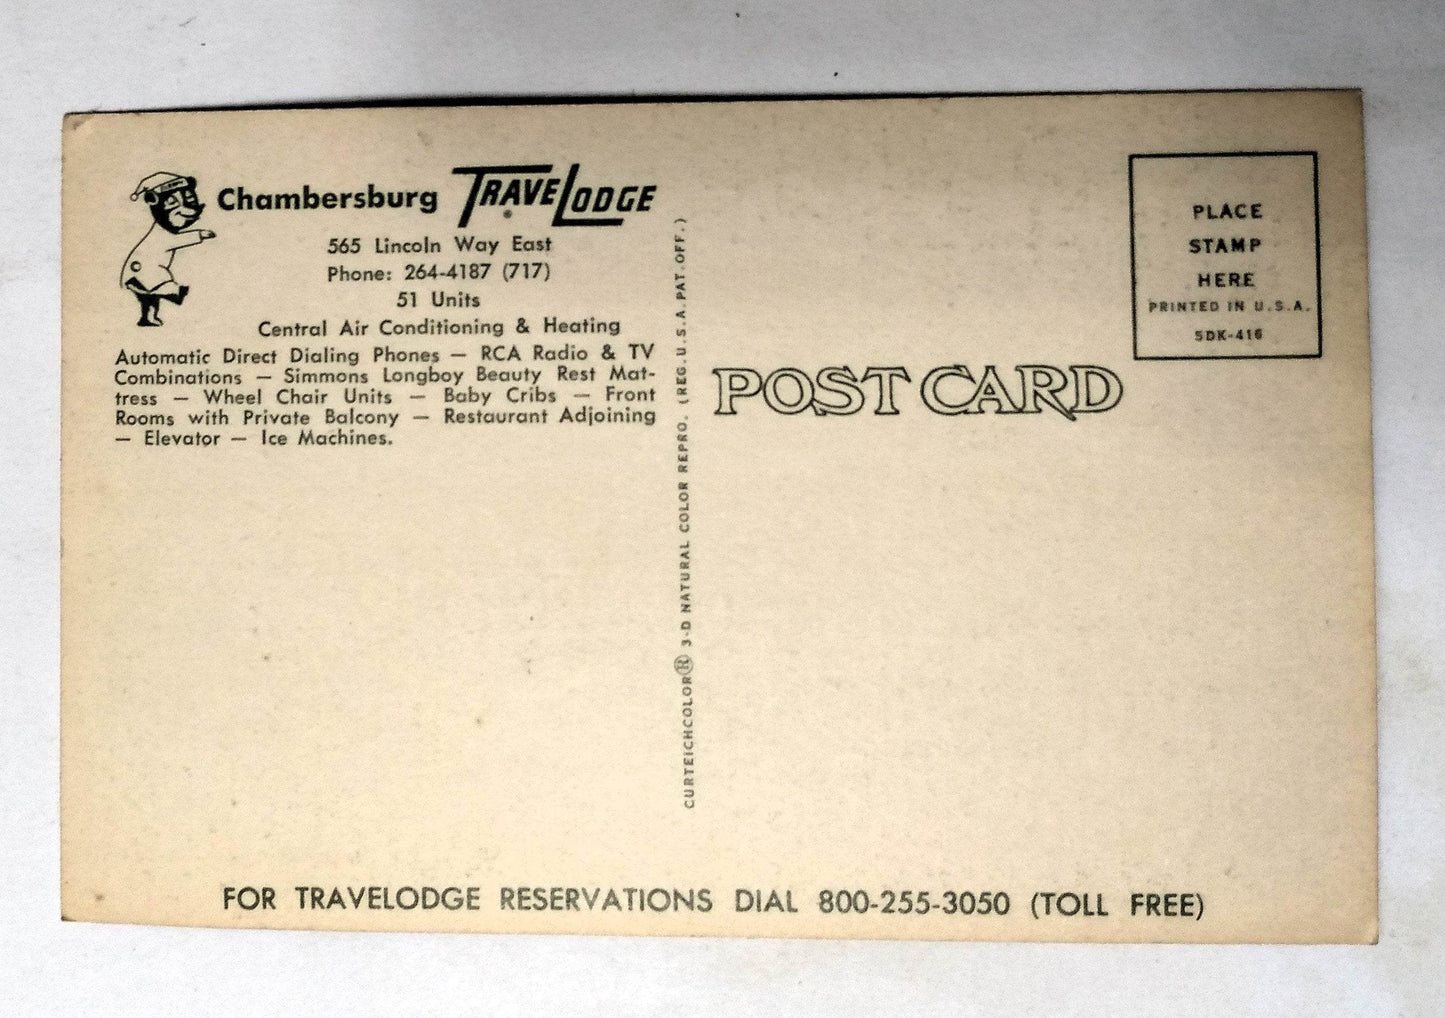 Chambersburg TRAVELODGE
565 Lincoln Way East
Phone: 264-4187 (717)
51 Units
Central Air Conditioning & Heating
Automatic Direct Dialing Phones — RCA Radio & TV
Combinations — Simmons Longboy Beauty Rest Mat-
tress — Wheel Chair Units — Baby Cribs — Front
Rooms with Private Balcony — Restaurant Adjoining
— Elevator — Ice Machines.
CURTEICHCOLOR® 3-D NATURAL COLOR REPRO. (REG. U.S.A. PAT. OFF.)
POST CARD
PLACE
STAMP
HERE
PRINTED IN U.S.A.
5DK-416
FOR TRAVELODGE RESERVATIONS DIAL 800-255-3050 (TOLL FREE)